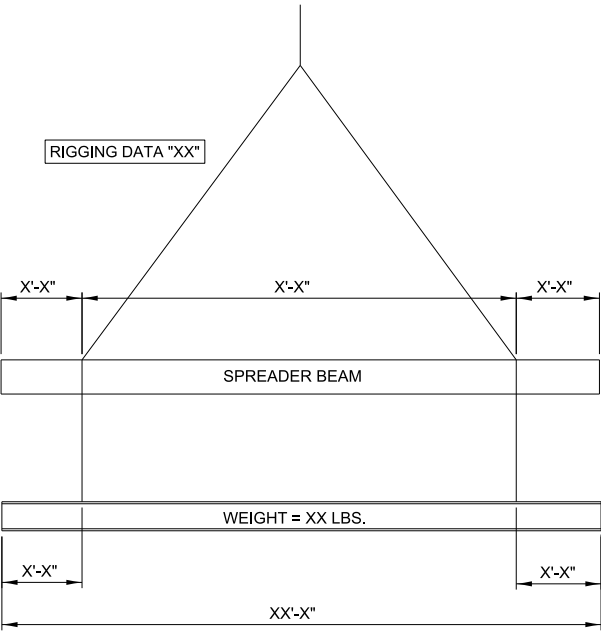 RIGGING DATA "XX"
X'-X"
X'-X"
X'-X"
SPREADER BEAM
WEIGHT = XX LBS.
X'-X"
X'-X"
XX'-X"